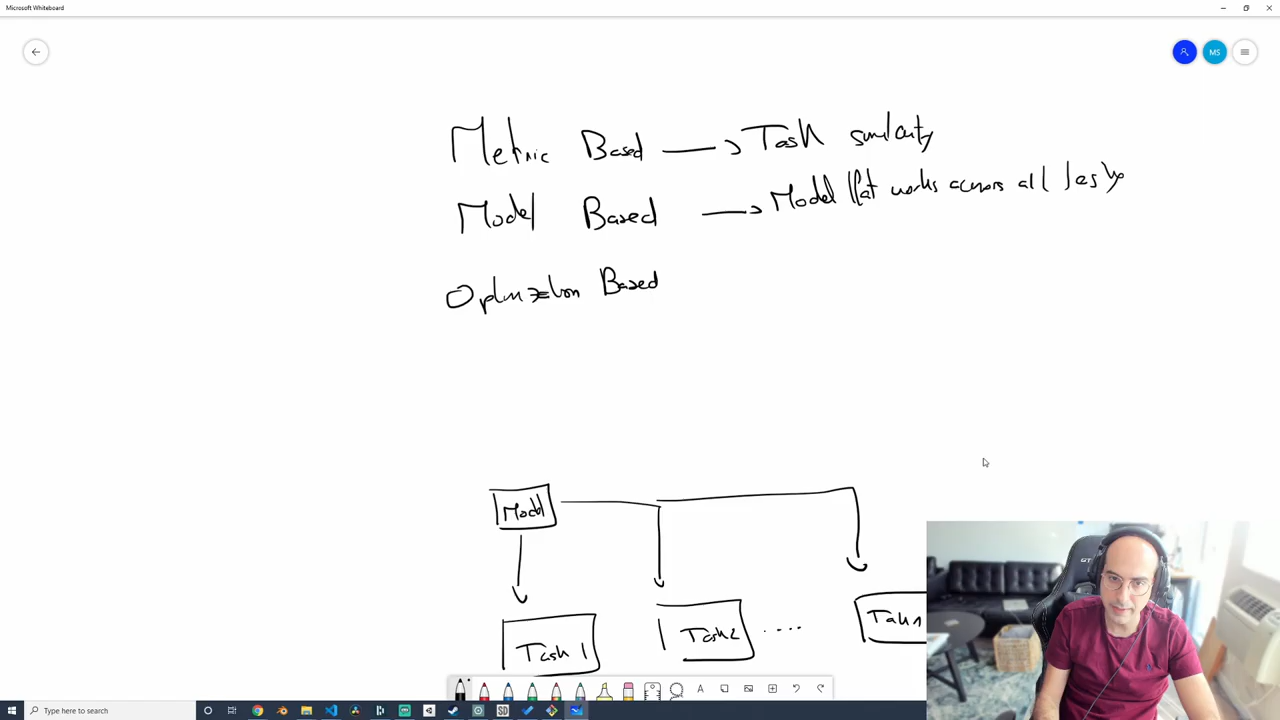 Microsoft Whiteboard
MS
Metric Based → Task similarity
Model Based → Model that works across all tasks
Optimization Based
Model
Task 1
Task 2 ....
Task n
A
Type here to search